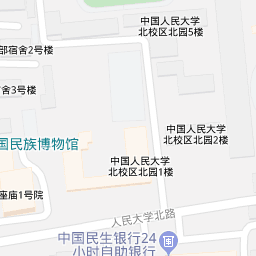 中国人民大学
北校区北园5楼
部宿舍2号楼
舍3号楼
中国人民大学
北校区北园2楼
国民族博物馆
中国人民大学
北校区北园1楼
座庙1号院
人民大学北路
中国民生银行24
小时自助银行